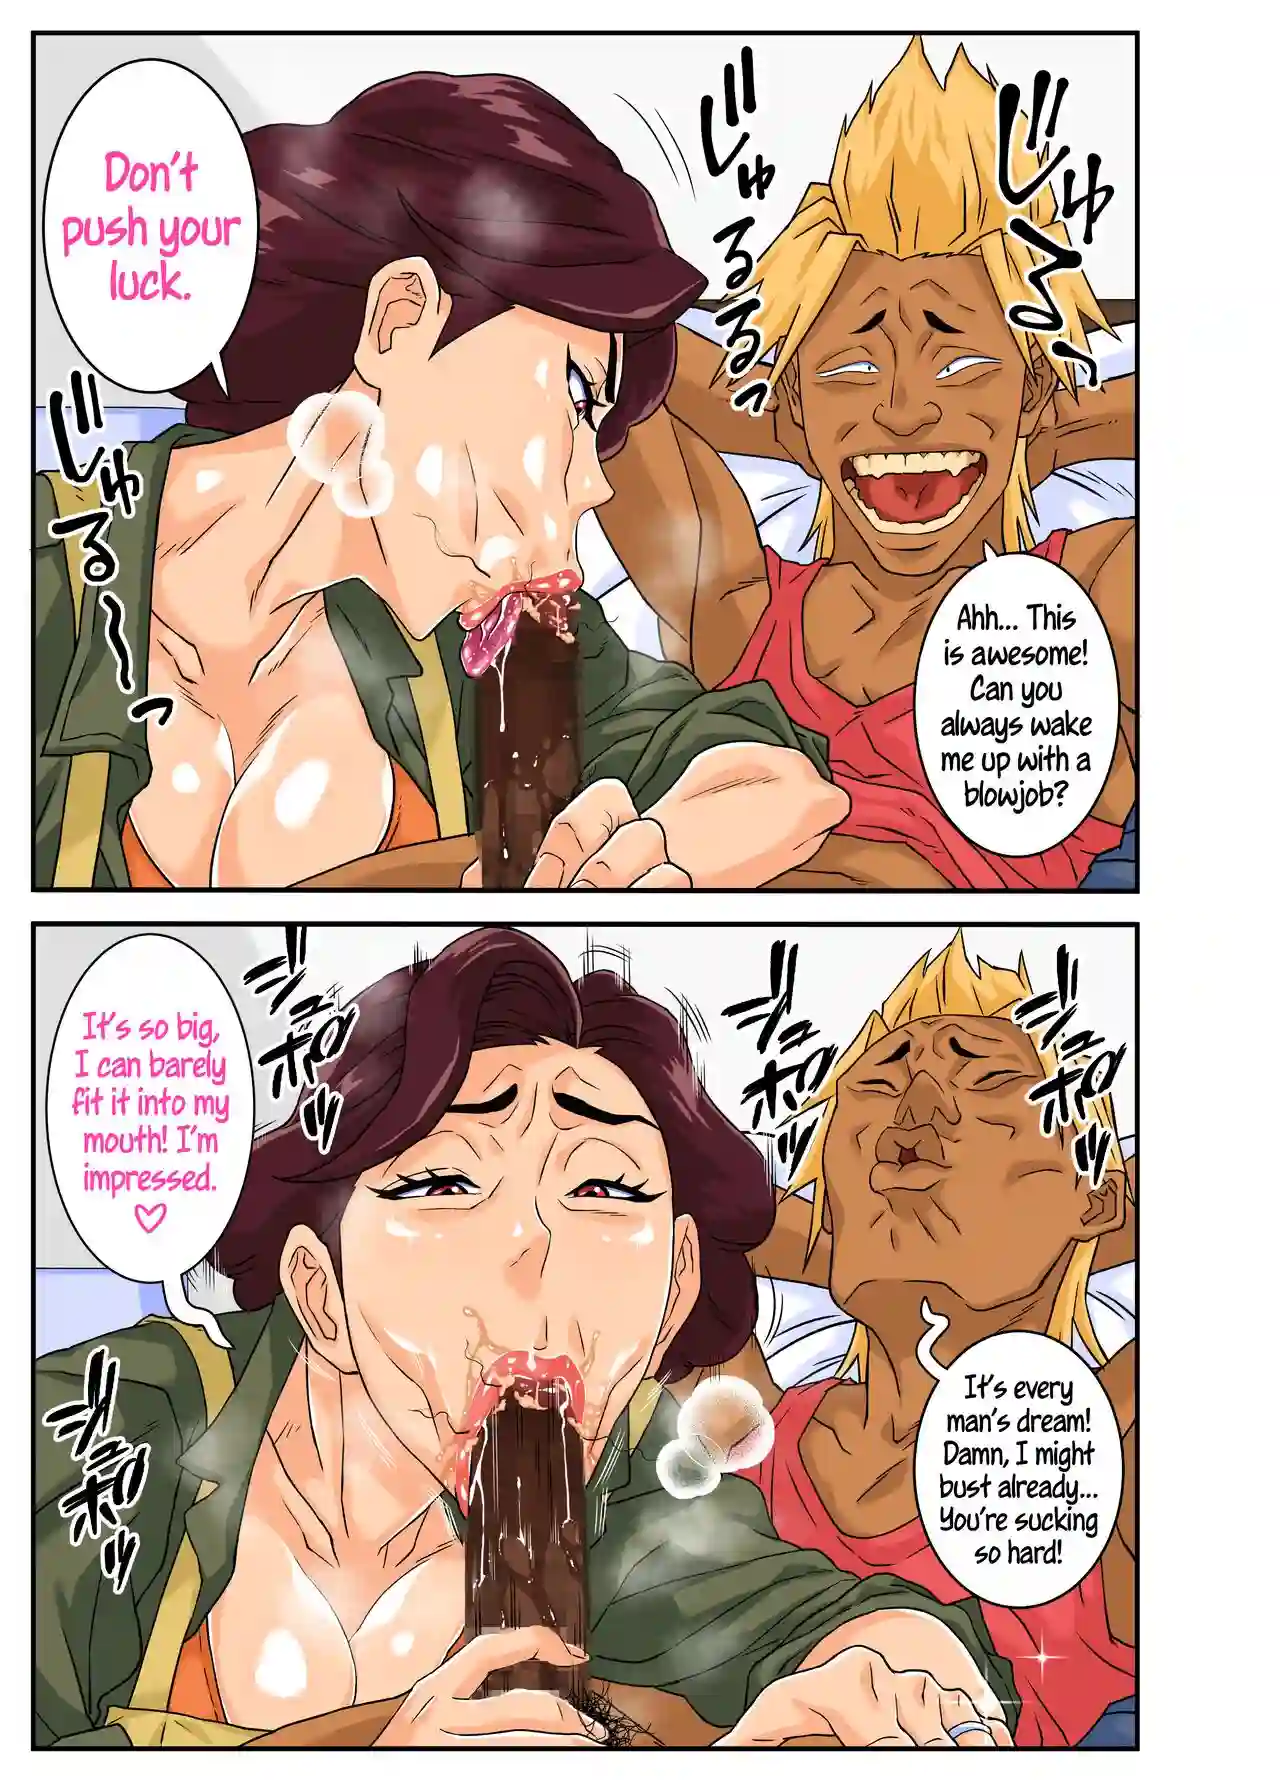 Don't
push your
luck.
じゅるるっ
じゅる〜っ
じゅる〜っ
Ahh... This
is awesome!
Can you
always wake
me up with a
blowjob?
It's so big,
I can barely
fit it into my
mouth! I'm
impressed.
♡
ジュポッ
ジュポッ
ジュポッ
ジュポッ
It's every
man's dream!
Damn, I might
bust already...
You're sucking
so hard!